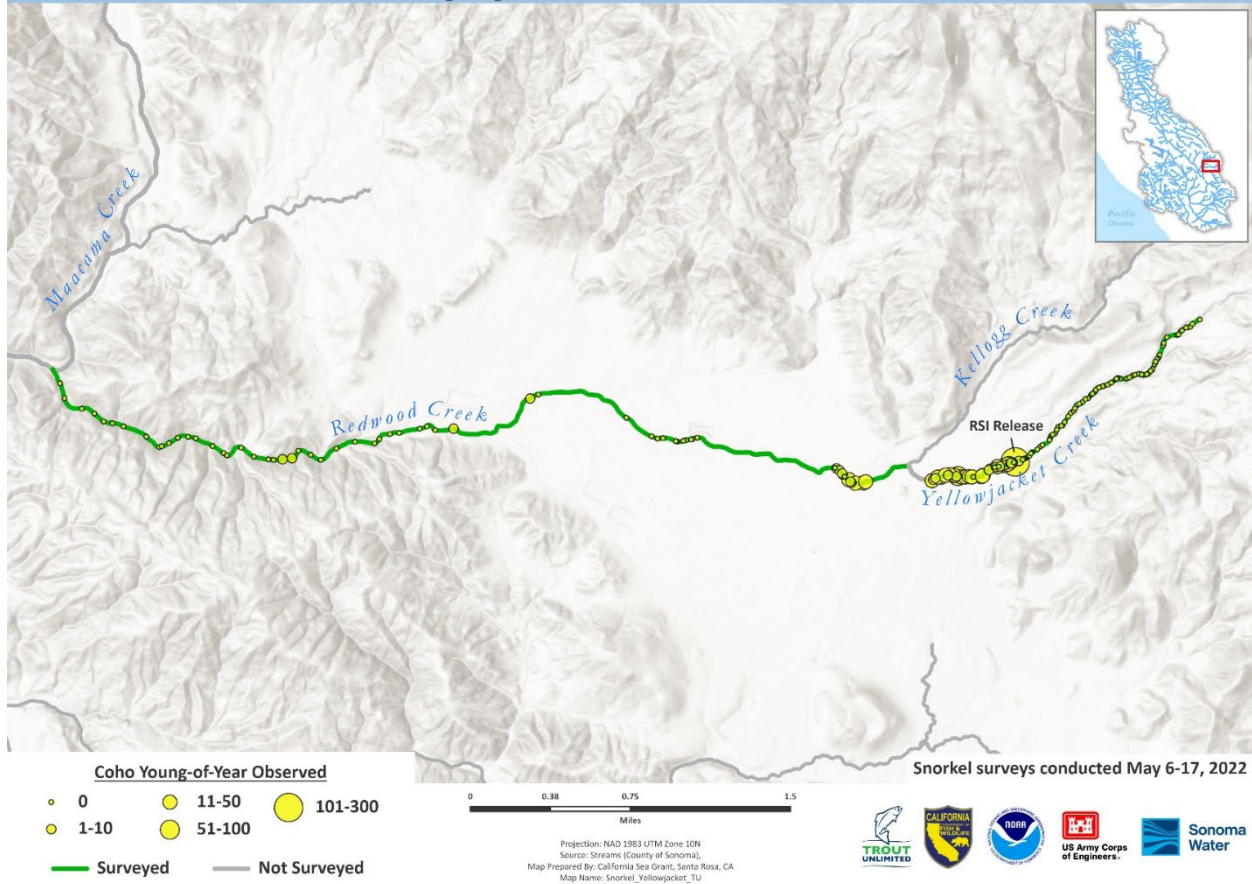 Pacific
Ocean
Maacama Creek
Kellogg Creek
Redwood Creek
RSI Release
Yellowjacket Creek
Snorkel surveys conducted May 6-17, 2022
Coho Young-of-Year Observed
0
11-50
101-300
1-10
51-100
Surveyed
Not Surveyed
0 0.38 0.75 1.5
Miles
Projection: NAD 1983 UTM Zone 10N
Source: Streams (County of Sonoma),
Map Prepared By: California Sea Grant, Santa Rosa, CA
Map Name: Snorkel_Yellowjacket_TU
TROUT
UNLIMITED
CALIFORNIA
FISH &
WILDLIFE
NOAA
US Army Corps
of Engineers
Sonoma
Water